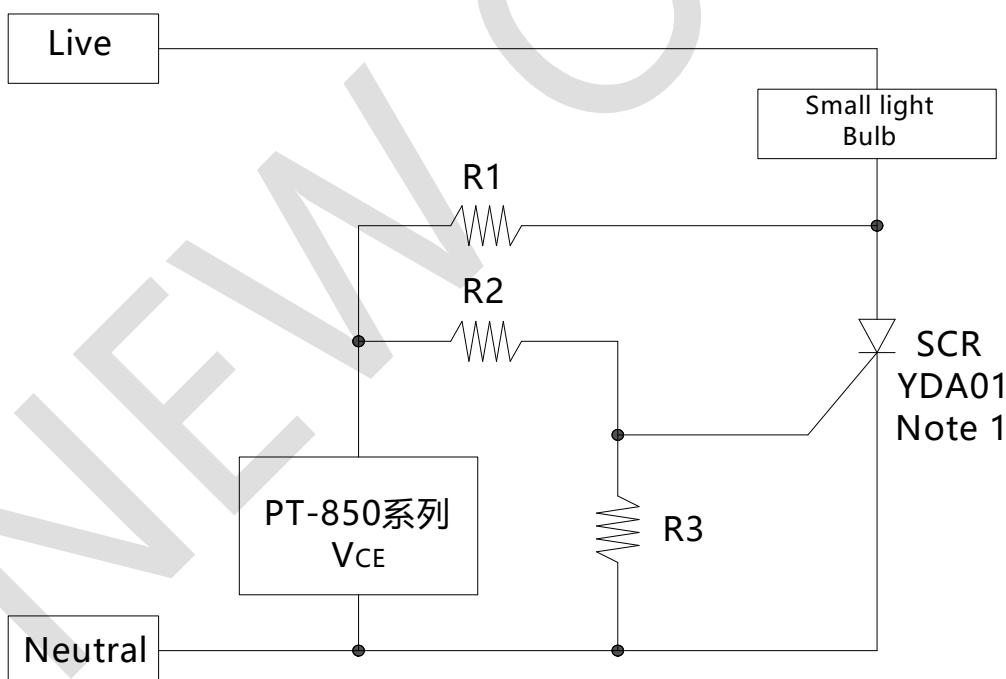 Live
Small light
Bulb
R1
R2
SCR
YDA01
Note 1
PT-850系列
VCE
R3
Neutral
NEW C